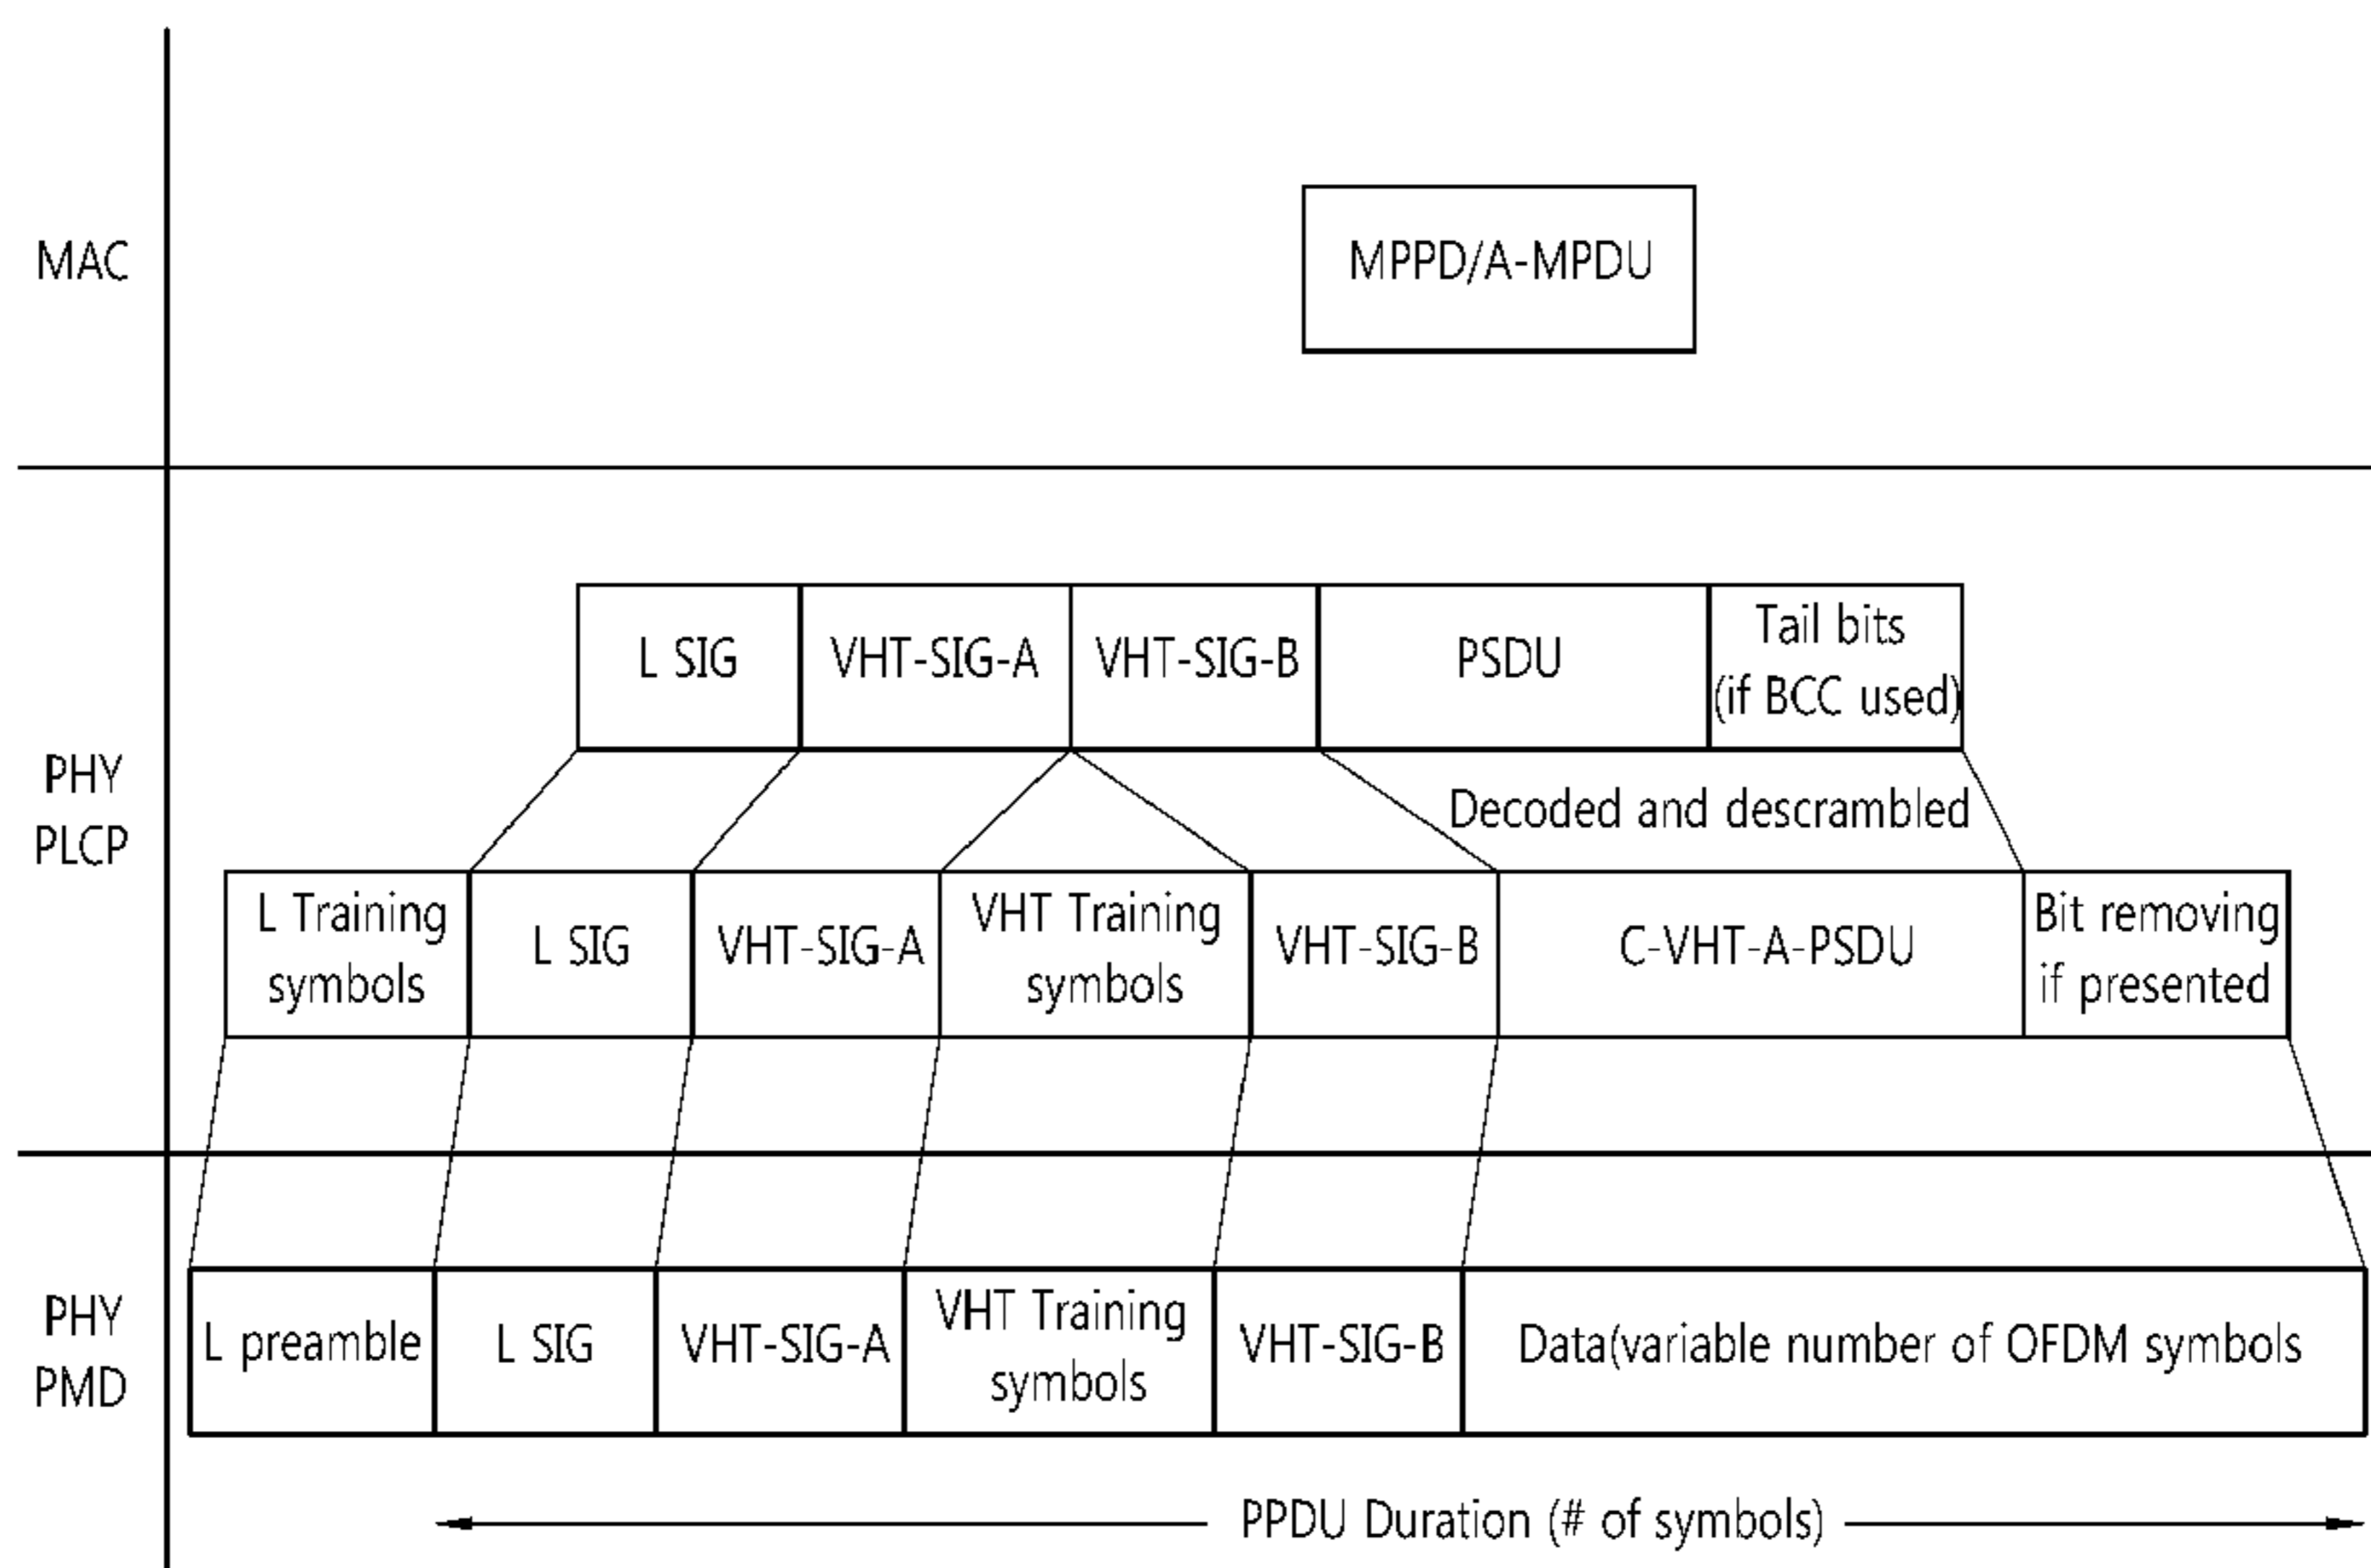 MAC
MPPD/A-MPDU
PHY
PLCP
L SIG
VHT-SIG-A
VHT-SIG-B
PSDU
Tail bits
(if BCC used)
Decoded and descrambled
L Training
symbols
L SIG
VHT-SIG-A
VHT Training
symbols
VHT-SIG-B
C-VHT-A-PSDU
Bit removing
if presented
PHY
PMD
L preamble
L SIG
VHT-SIG-A
VHT Training
symbols
VHT-SIG-B
Data(variable number of OFDM symbols
PPDU Duration (# of symbols)